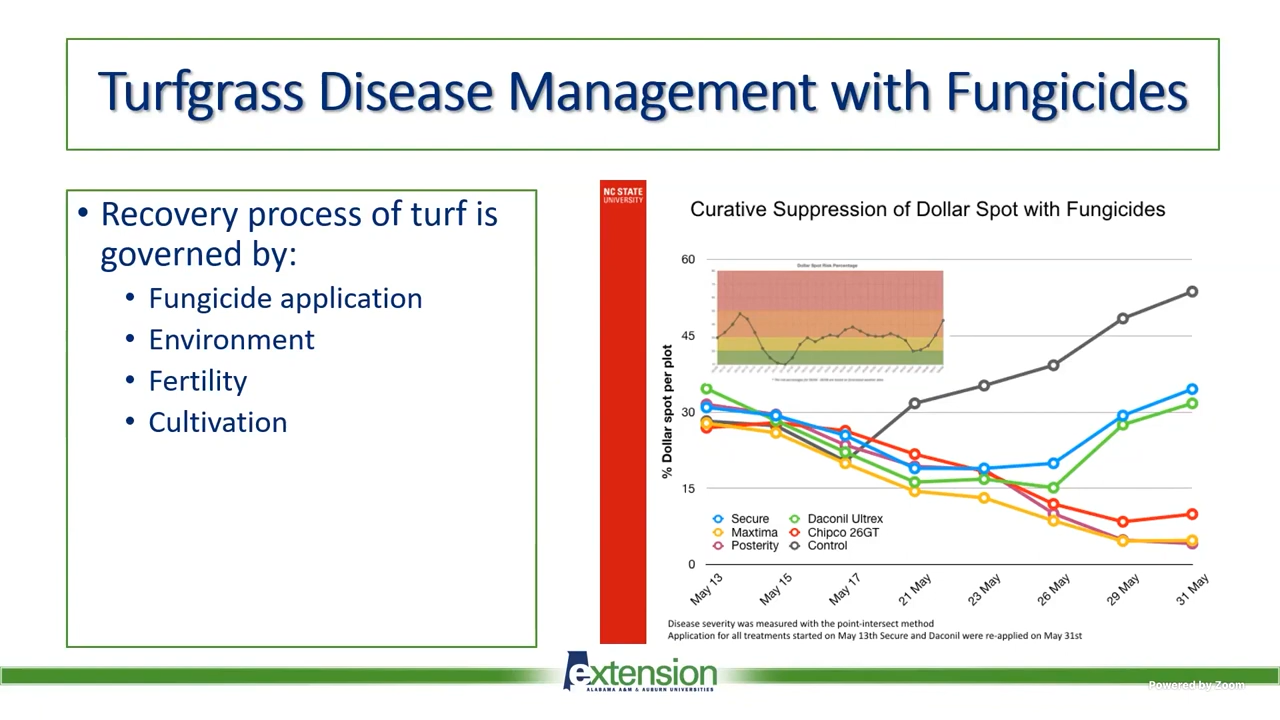 Turfgrass Disease Management with Fungicides
• Recovery process of turf is
governed by:
• Fungicide application
• Environment
• Fertility
• Cultivation
NC STATE
UNIVERSITY
Curative Suppression of Dollar Spot with Fungicides
Dollar Spot Risk Percentage
% Dollar spot per plot
60
45
30
15
0
Secure
Daconil Ultrex
Maxtima
Chipco 26GT
Posterity
Control
May 13
May 15
May 17
21 May
23 May
26 May
29 May
31 May
Disease severity was measured with the point-intersect method
Application for all treatments started on May 13th Secure and Daconil were re-applied on May 31st
extension
ALABAMA A&M & AUBURN UNIVERSITIES
Powered by Zoom